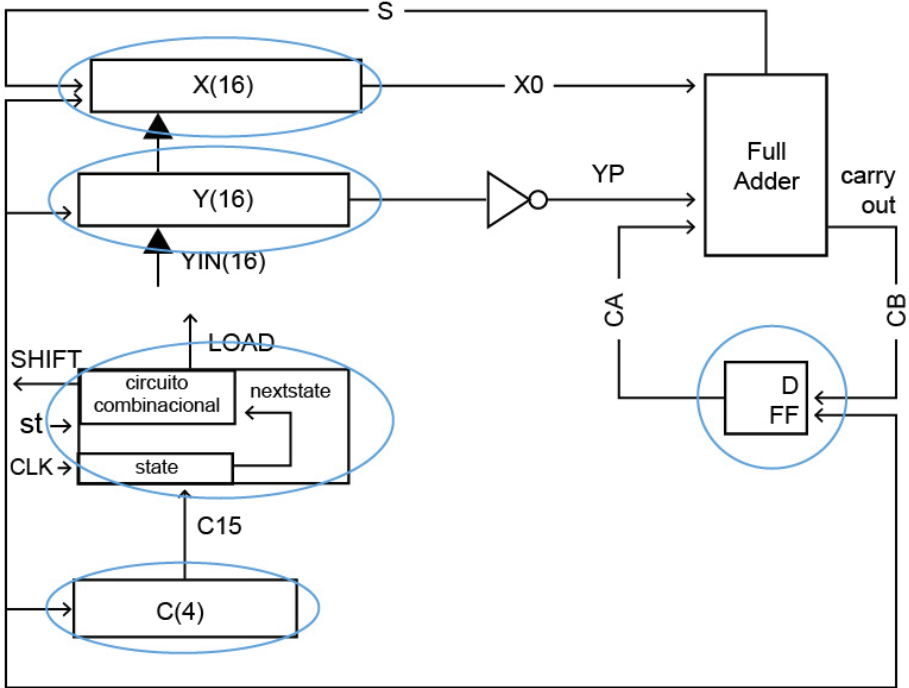 S
X(16)
X0
Full
Adder
Y(16)
YP
carry
out
YIN(16)
CA
CB
LOAD
SHIFT
circuito
combinacional
nextstate
st
CLK
state
D
FF
C15
C(4)